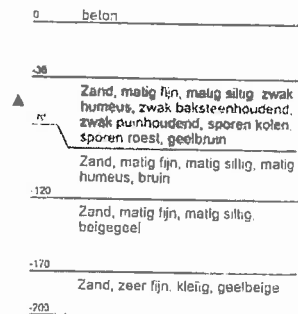 0 beton
-36
Zand, matig fijn, matig siltig zwak
humeus, zwak baksteenhoudend,
zwak puinhoudend, sporen kolen,
sporen roest, geelbruin
Zand, matig fijn, matig siltig, matig
humeus, bruin
-120
Zand, matig fijn, matig siltig,
beigegeel
-170
Zand, zeer fijn, kleiig, geelbeige
-200